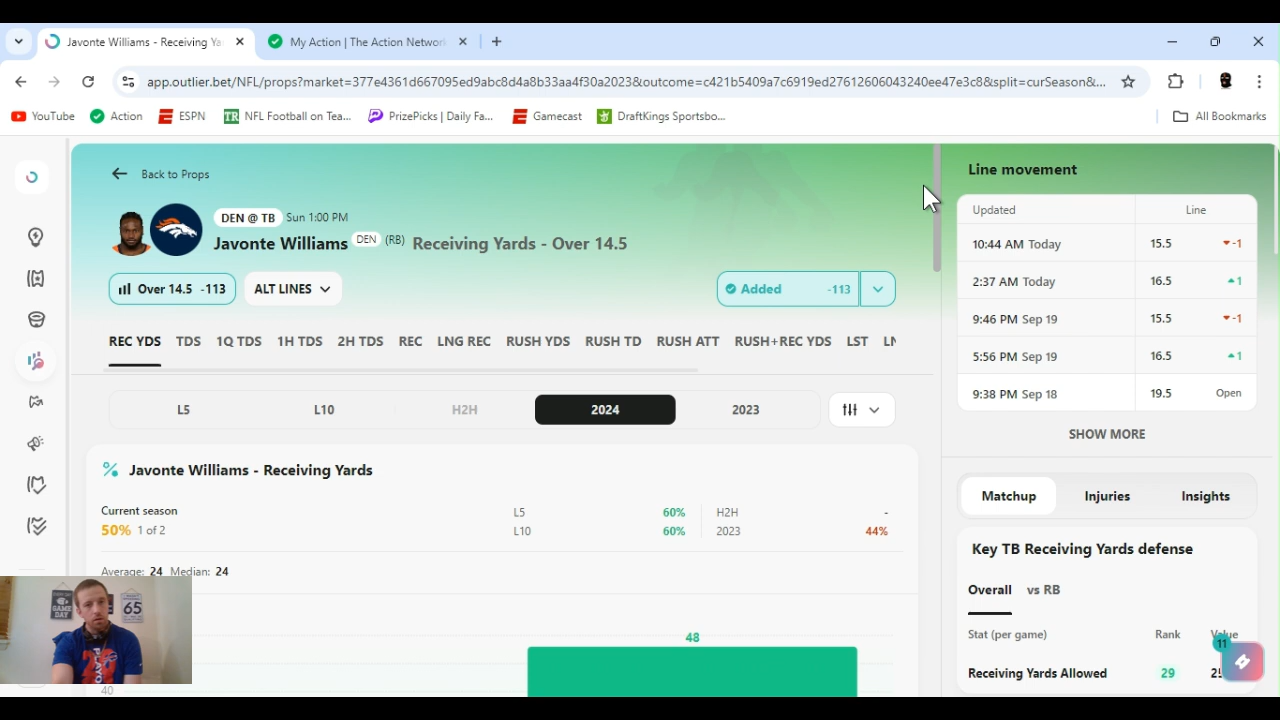 Javonte Williams - Receiving Ya
My Action | The Action Networ
app.outlier.bet/NFL/props?market=377e4361d667095ed9abc8d4a8b33aa4f30a2023&outcome=c421b5409a7c6919ed27612606043240ee47e3c8&split=curSeason&...
YouTube Action ESPN NFL Football on Tea... PrizePicks | Daily Fa... Gamecast DraftKings Sportsbo... All Bookmarks
Back to Props
DEN @ TB Sun 1:00 PM
Javonte Williams DEN (RB) Receiving Yards - Over 14.5
Over 14.5 -113 ALT LINES
Added -113
REC YDS TDS 1Q TDS 1H TDS 2H TDS REC LNG REC RUSH YDS RUSH TD RUSH ATT RUSH+REC YDS LST LN
L5 L10 H2H 2024 2023
Javonte Williams - Receiving Yards
Current season
50% 1 of 2
L5 60% H2H -
L10 60% 2023 44%
Average: 24 Median: 24
48
40
Line movement
Updated Line
10:44 AM Today 15.5 -1
2:37 AM Today 16.5 1
9:46 PM Sep 19 15.5 -1
5:56 PM Sep 19 16.5 1
9:38 PM Sep 18 19.5 Open
SHOW MORE
Matchup Injuries Insights
Key TB Receiving Yards defense
Overall vs RB
Stat (per game) Rank Value
11
Receiving Yards Allowed 29
GAME
DAY
65